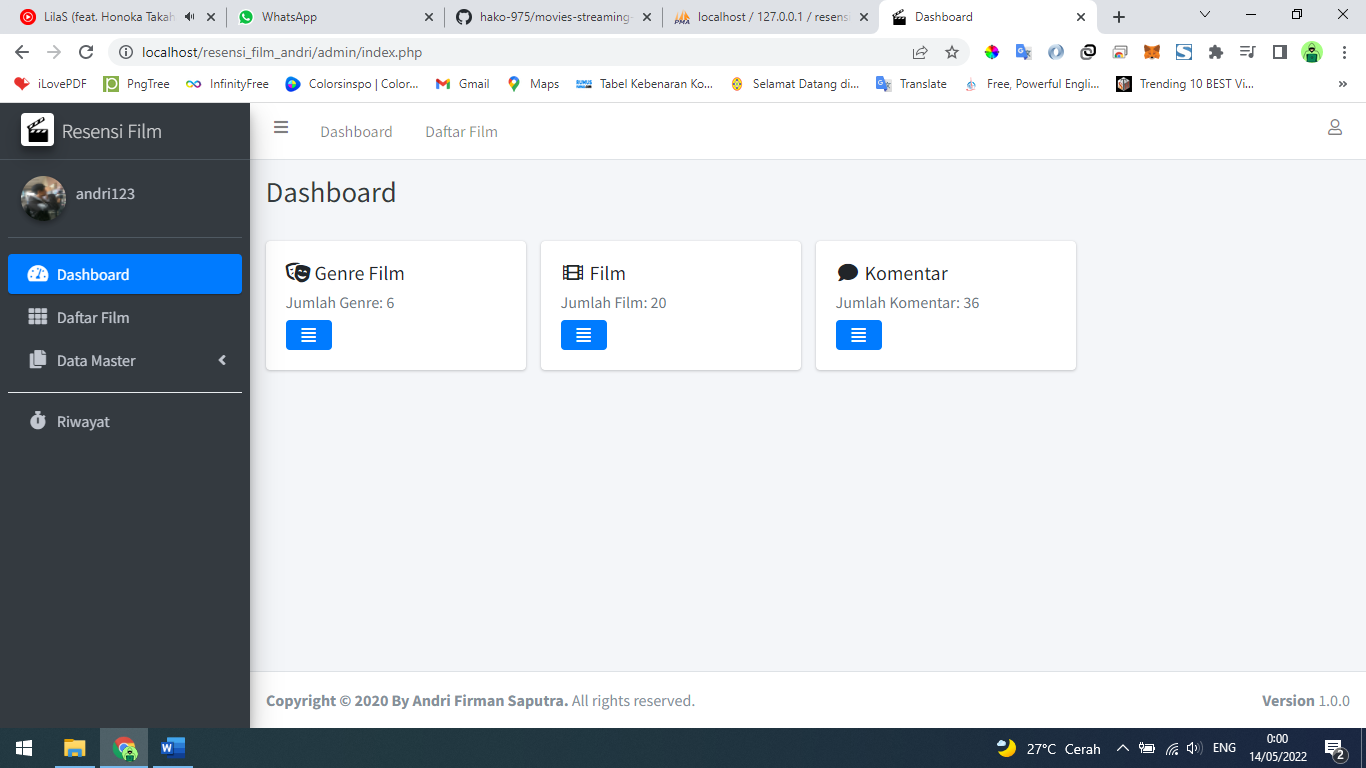 LilaS (feat. Honoka Takah
WhatsApp
hako-975/movies-streaming-
localhost / 127.0.0.1 / resensi
Dashboard
localhost/resensi_film_andri/admin/index.php
iLovePDF
PngTree
InfinityFree
Colorsinspo | Color...
Gmail
Maps
Tabel Kebenaran Ko...
Selamat Datang di...
Translate
Free, Powerful Engli...
Trending 10 BEST Vi...
»
Resensi Film
Dashboard
Daftar Film
andri123
Dashboard
Daftar Film
Data Master
Riwayat
Dashboard
Genre Film
Jumlah Genre: 6
Film
Jumlah Film: 20
Komentar
Jumlah Komentar: 36
Copyright © 2020 By Andri Firman Saputra. All rights reserved.
Version 1.0.0
27°C Cerah
ENG
0:00
14/05/2022
2